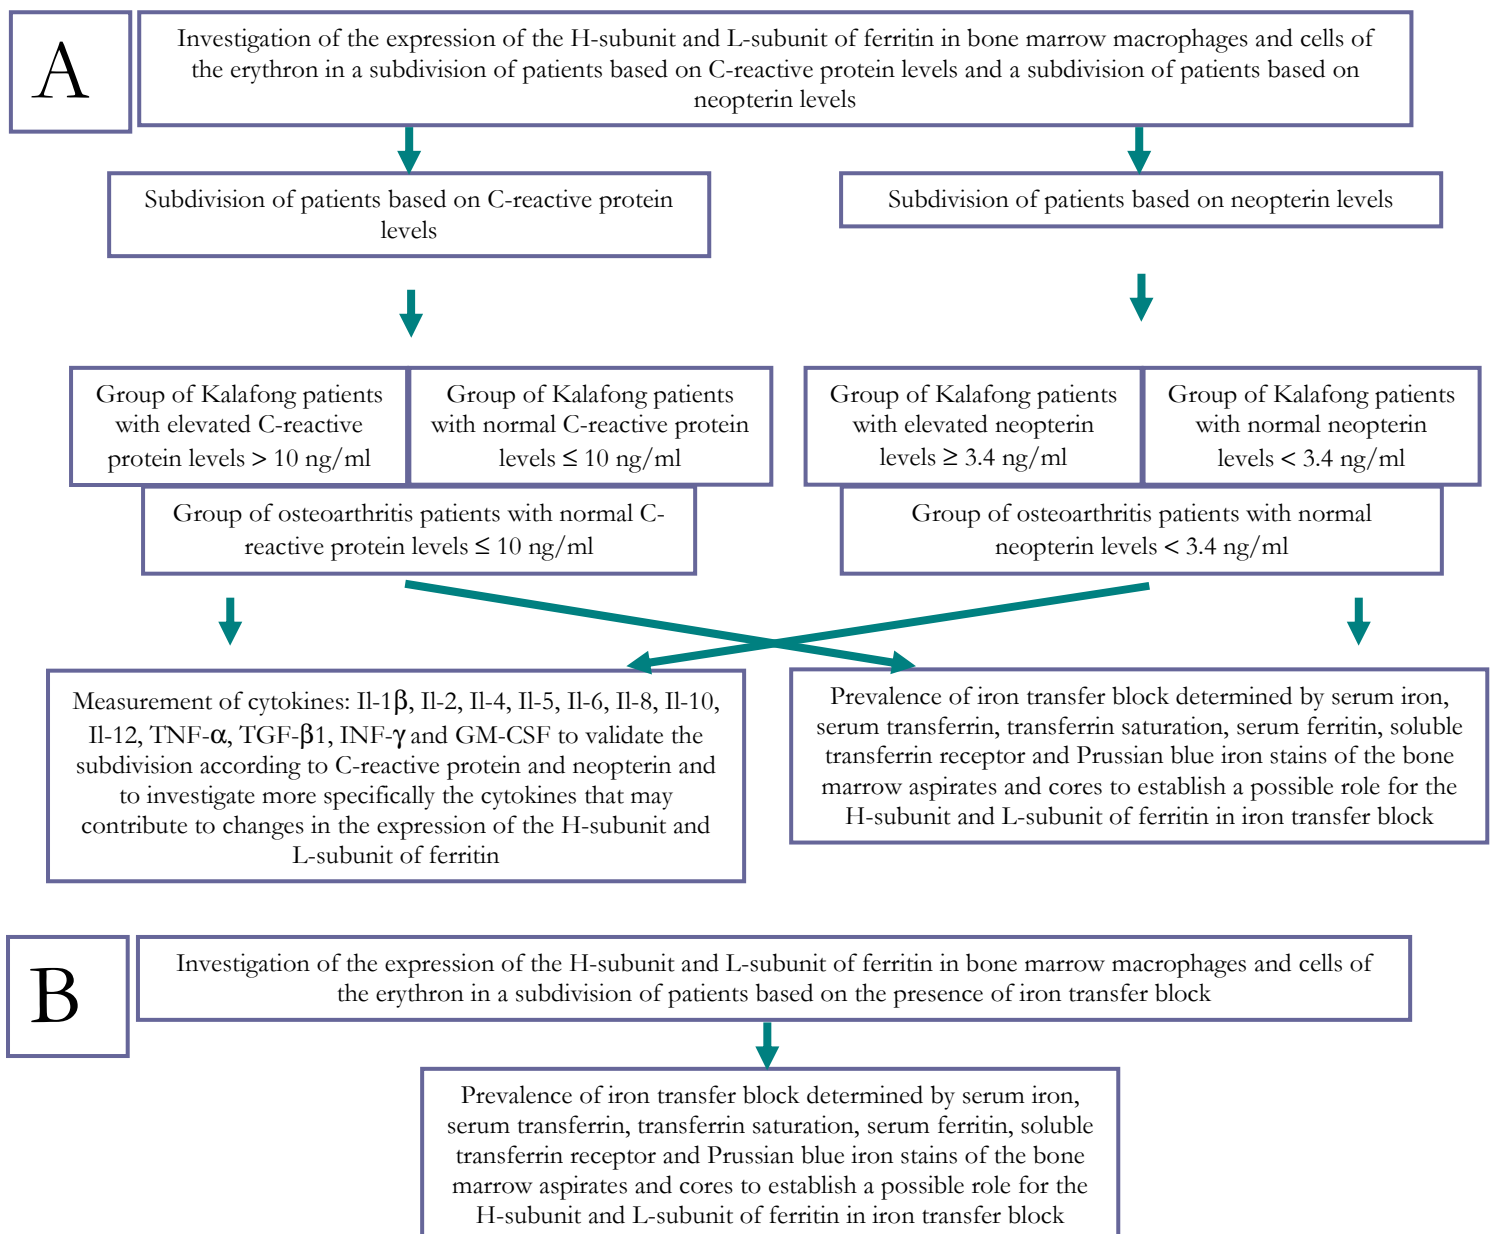 A
Investigation of the expression of the H-subunit and L-subunit of ferritin in bone marrow macrophages and cells of
the erythron in a subdivision of patients based on C-reactive protein levels and a subdivision of patients based on
neopterin levels
Subdivision of patients based on C-reactive protein
levels
Subdivision of patients based on neopterin levels
Group of Kalafong patients
with elevated C-reactive
protein levels > 10 ng/ml
Group of Kalafong patients
with normal C-reactive protein
levels ≤ 10 ng/ml
Group of Kalafong patients
with elevated neopterin
levels ≥ 3.4 ng/ml
Group of Kalafong patients
with normal neopterin
levels < 3.4 ng/ml
Group of osteoarthritis patients with normal C-
reactive protein levels ≤ 10 ng/ml
Group of osteoarthritis patients with normal
neopterin levels < 3.4 ng/ml
Measurement of cytokines: Il-1β, Il-2, Il-4, Il-5, Il-6, Il-8, Il-10,
Il-12, TNF-α, TGF-β1, INF-γ and GM-CSF to validate the
subdivision according to C-reactive protein and neopterin and
to investigate more specifically the cytokines that may
contribute to changes in the expression of the H-subunit and
L-subunit of ferritin
Prevalence of iron transfer block determined by serum iron,
serum transferrin, transferrin saturation, serum ferritin, soluble
transferrin receptor and Prussian blue iron stains of the bone
marrow aspirates and cores to establish a possible role for the
H-subunit and L-subunit of ferritin in iron transfer block
B
Investigation of the expression of the H-subunit and L-subunit of ferritin in bone marrow macrophages and cells of
the erythron in a subdivision of patients based on the presence of iron transfer block
Prevalence of iron transfer block determined by serum iron,
serum transferrin, transferrin saturation, serum ferritin, soluble
transferrin receptor and Prussian blue iron stains of the bone
marrow aspirates and cores to establish a possible role for the
H-subunit and L-subunit of ferritin in iron transfer block